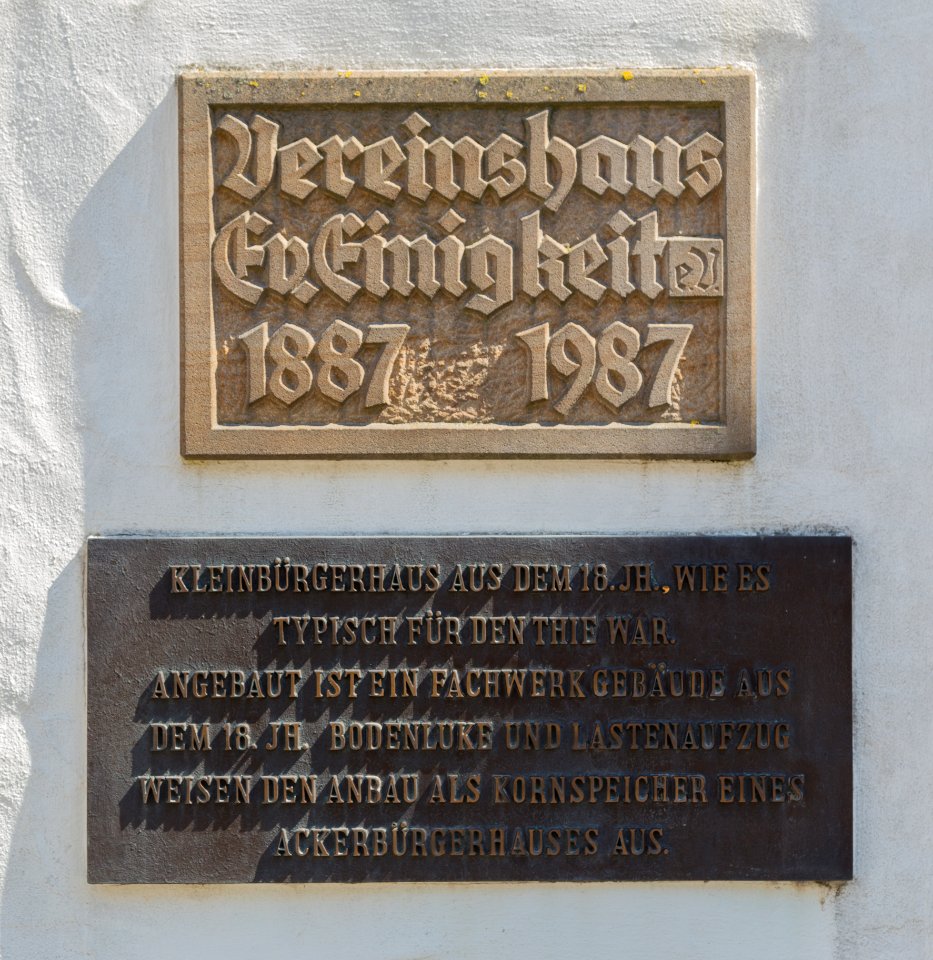 Vereinshaus
Ev. Einigkeit e.V.
1887 1987
KLEINBÜRGERHAUS AUS DEM 18. JH., WIE ES
TYPISCH FÜR DEN THIE WAR.
ANGEBAUT IST EIN FACHWERKGEBÄUDE AUS
DEM 18. JH. BODENLUKE UND LASTENAUFZUG
WEISEN DEN ANBAU ALS KORNSPEICHER EINES
ACKERBÜRGERHAUSES AUS.